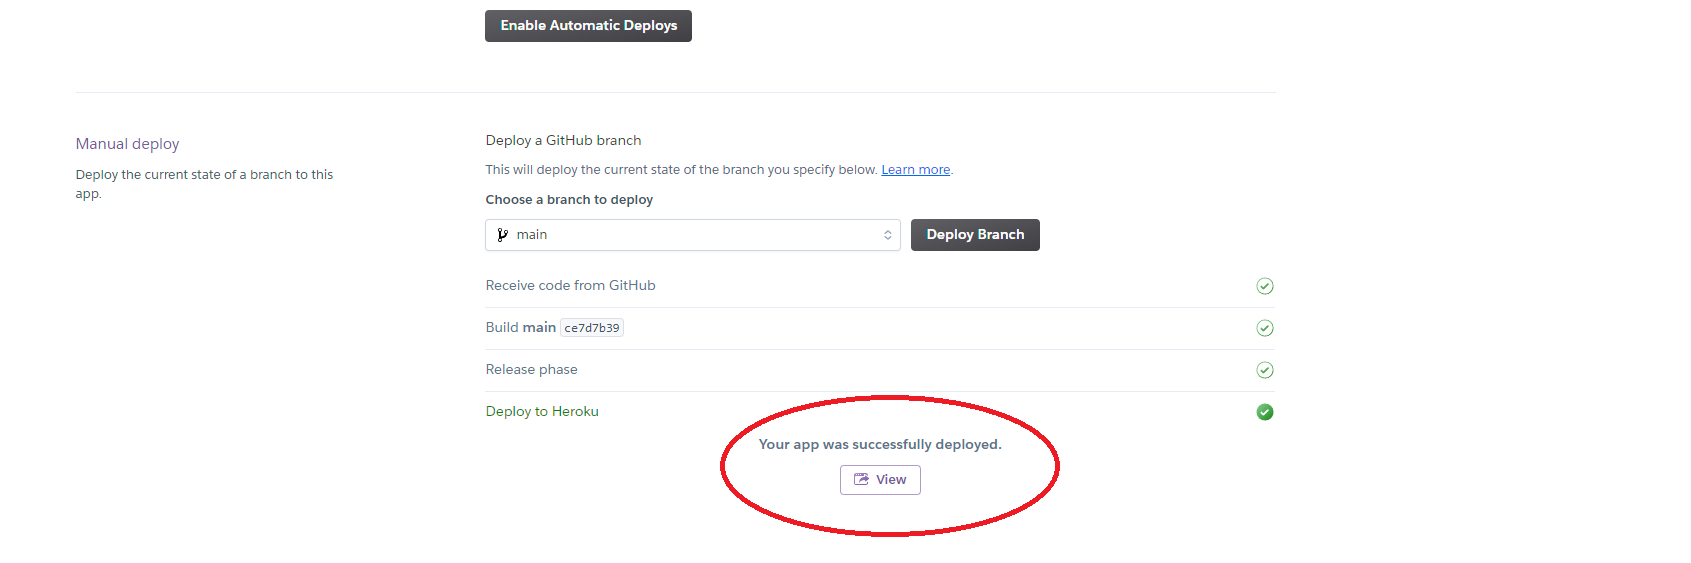 Enable Automatic Deploys
Manual deploy
Deploy the current state of a branch to this
app.
Deploy a GitHub branch
This will deploy the current state of the branch you specify below. Learn more.
Choose a branch to deploy
main
Deploy Branch
Receive code from GitHub
Build main ce7d7b39
Release phase
Deploy to Heroku
Your app was successfully deployed.
View